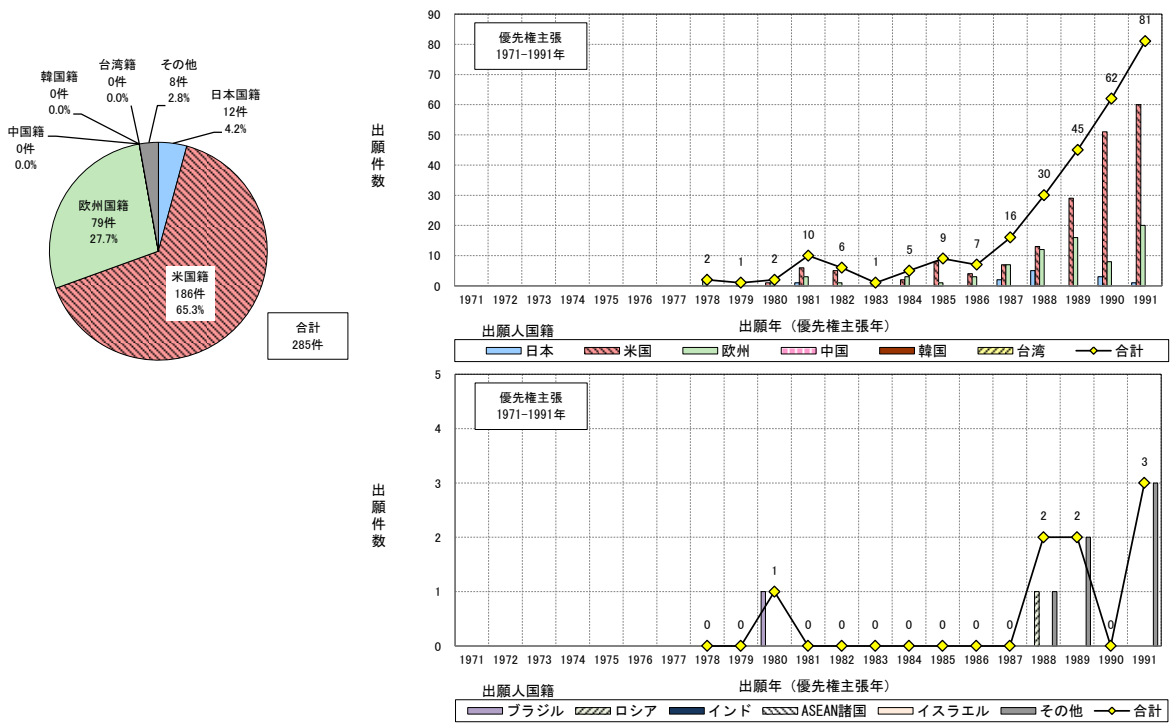 台湾籍
0件
0.0%
その他
8件
2.8%
韓国籍
0件
0.0%
日本国籍
12件
4.2%
中国籍
0件
0.0%
欧州国籍
79件
27.7%
米国籍
186件
65.3%
合計
285件
優先権主張
1971-1991年
出願件数
90
80
70
60
50
40
30
20
10
0
2
1
2
10
6
1
5
9
7
16
30
45
62
81
1971 1972 1973 1974 1975 1976 1977 1978 1979 1980 1981 1982 1983 1984 1985 1986 1987 1988 1989 1990 1991
出願人国籍
出願年（優先権主張年）
日本 米国 欧州 中国 韓国 台湾 合計
優先権主張
1971-1991年
出願件数
5
4
3
2
1
0
0 0 1 0 0 0 0 0 0 0 2 2 0 3
1971 1972 1973 1974 1975 1976 1977 1978 1979 1980 1981 1982 1983 1984 1985 1986 1987 1988 1989 1990 1991
出願人国籍
出願年（優先権主張年）
ブラジル ロシア インド ASEAN諸国 イスラエル その他 合計